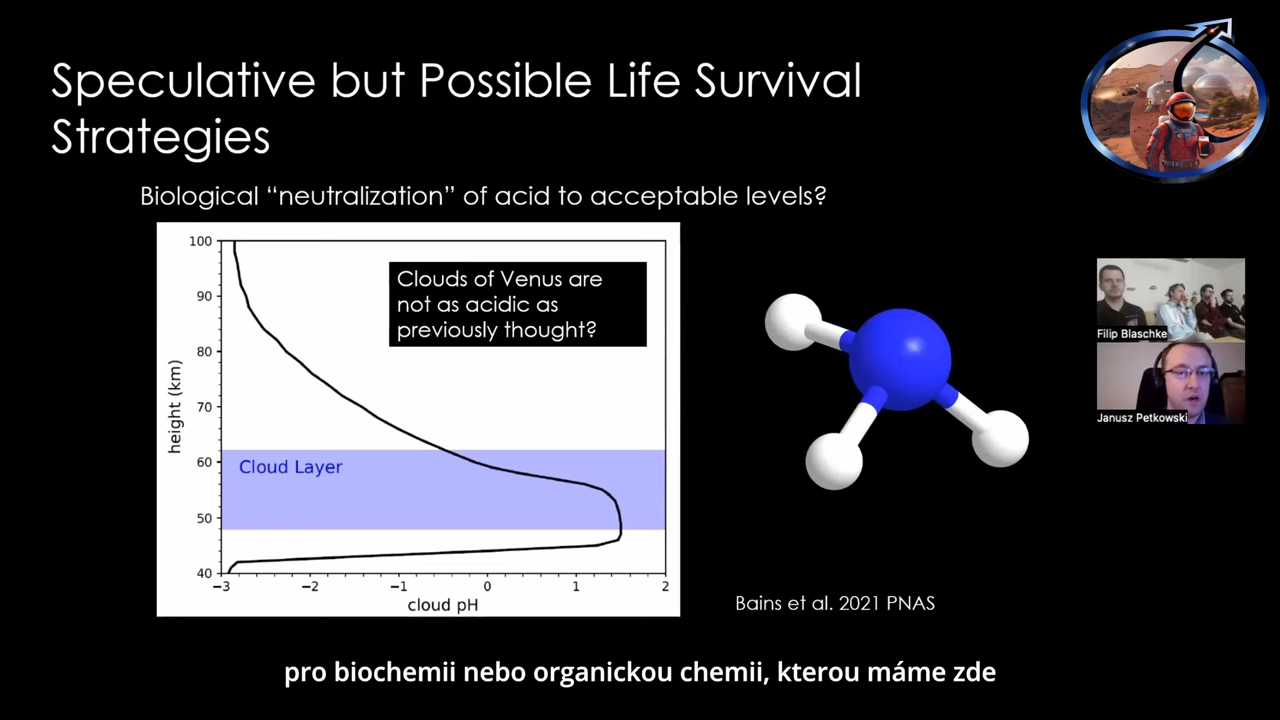 Speculative but Possible Life Survival
Strategies
Biological “neutralization” of acid to acceptable levels?
100
90
80
70
60
50
40
height (km)
Clouds of Venus are
not as acidic as
previously thought?
Cloud Layer
−3
−2
−1
0
1
2
cloud pH
Bains et al. 2021 PNAS
Filip Blaschke
Janusz Petkowski
pro biochemii nebo organickou chemii, kterou máme zde